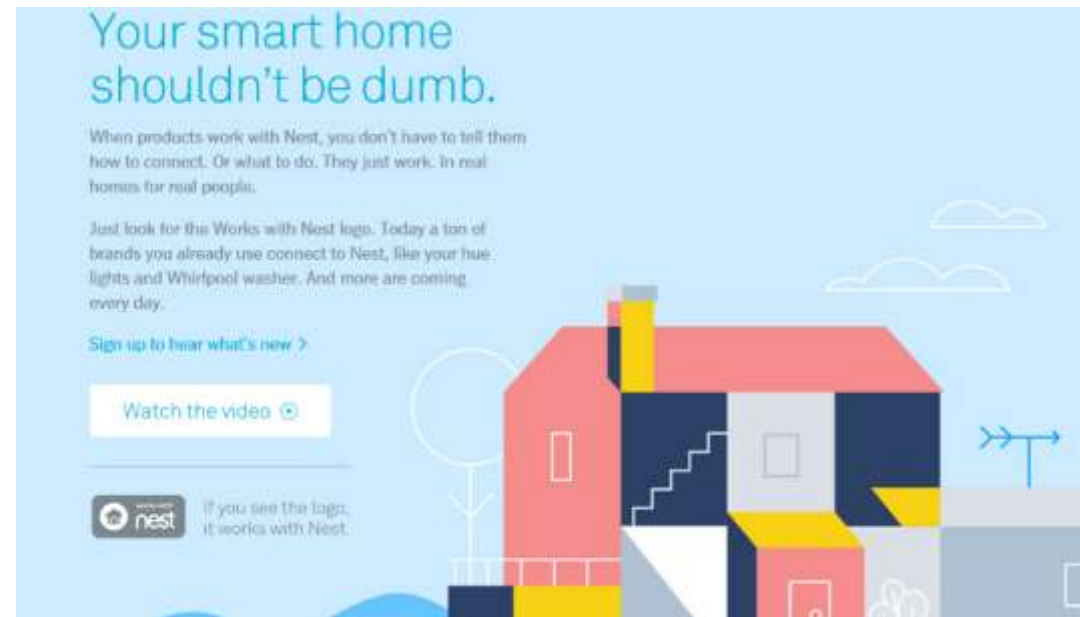 Your smart home
shouldn't be dumb.
When products work with Nest, you don't have to tell them
how to connect. Or what to do. They just work. In real
homes for real people.
Just look for the Works with Nest logo. Today a ton of
brands you already use connect to Nest, like your hue
lights and Whirlpool washer. And more are coming
every day.
Sign up to hear what's new >
Watch the video
nest
If you see the logo,
it works with Nest.